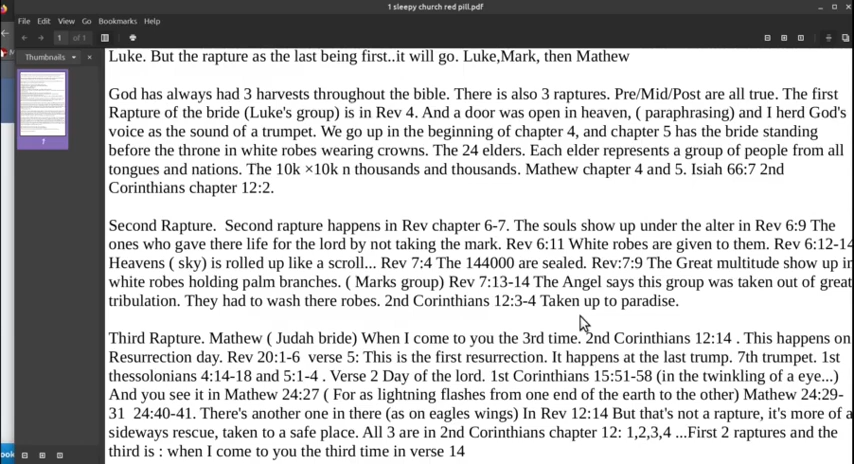 1 sleepy church red pill.pdf
File Edit View Go Bookmarks Help
1 of 1
Thumbnails
Luke. But the rapture as the last being first..it will go. Luke,Mark, then Mathew
God has always had 3 harvests throughout the bible. There is also 3 raptures. Pre/Mid/Post are all true. The first
Rapture of the bride (Luke's group) is in Rev 4. And a door was open in heaven, ( paraphrasing) and I herd God's
voice as the sound of a trumpet. We go up in the beginning of chapter 4, and chapter 5 has the bride standing
before the throne in white robes wearing crowns. The 24 elders. Each elder represents a group of people from all
tongues and nations. The 10k ×10k n thousands and thousands. Mathew chapter 4 and 5. Isiah 66:7 2nd
Corinthians chapter 12:2.
Second Rapture.  Second rapture happens in Rev chapter 6-7. The souls show up under the alter in Rev 6:9 The
ones who gave there life for the lord by not taking the mark. Rev 6:11 White robes are given to them. Rev 6:12-14
Heavens ( sky) is rolled up like a scroll... Rev 7:4 The 144000 are sealed. Rev:7:9 The Great multitude show up in
white robes holding palm branches. ( Marks group) Rev 7:13-14 The Angel says this group was taken out of great
tribulation. They had to wash there robes. 2nd Corinthians 12:3-4 Taken up to paradise.
Third Rapture. Mathew ( Judah bride) When I come to you the 3rd time. 2nd Corinthians 12:14 . This happens on
Resurrection day. Rev 20:1-6  verse 5: This is the first resurrection. It happens at the last trump. 7th trumpet. 1st
thessolonians 4:14-18 and 5:1-4 . Verse 2 Day of the lord. 1st Corinthians 15:51-58 (in the twinkling of a eye...)
And you see it in Mathew 24:27 ( For as lightning flashes from one end of the earth to the other) Mathew 24:29-
31  24:40-41. There's another one in there (as on eagles wings) In Rev 12:14 But that's not a rapture, it's more of a
sideways rescue, taken to a safe place. All 3 are in 2nd Corinthians chapter 12: 1,2,3,4 ...First 2 raptures and the
third is : when I come to you the third time in verse 14
1
ook